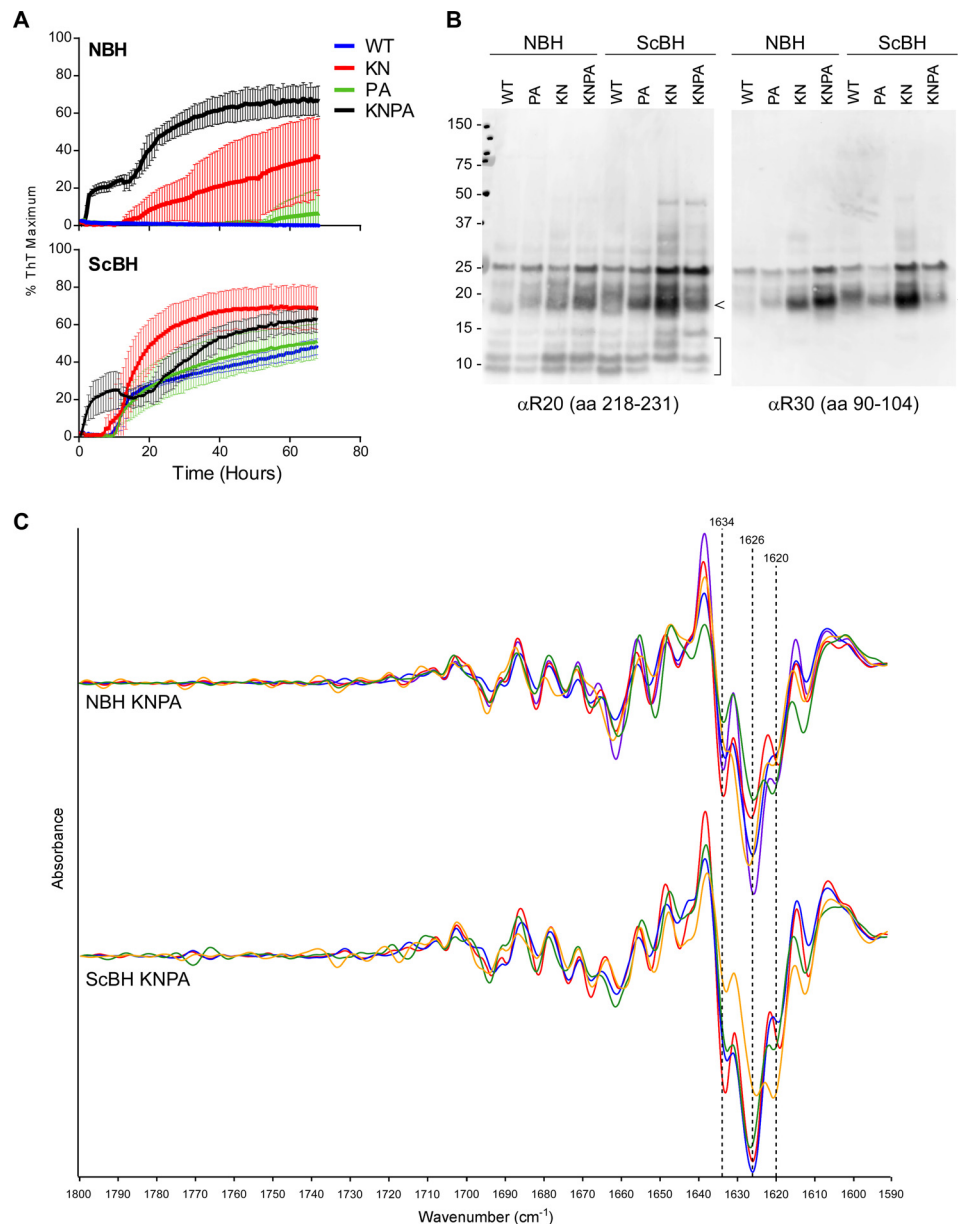 A
NBH
WT
KN
PA
KNPA
100
80
60
40
20
0
% ThT Maximum
ScBH
100
80
60
40
20
0
0 20 40 60 80
Time (Hours)
B
NBH ScBH NBH ScBH
WT PA KN KNPA WT PA KN KNPA WT PA KN KNPA WT PA KN KNPA
150 -
75 -
50 -
37 -
25 -
20 -
15 -
10 -
<
αR20 (aa 218-231) αR30 (aa 90-104)
C
1634
1626
1620
NBH KNPA
ScBH KNPA
Absorbance
1800 1790 1780 1770 1760 1750 1740 1730 1720 1710 1700 1690 1680 1670 1660 1650 1640 1630 1620 1610 1600 1590
Wavenumber (cm-1)